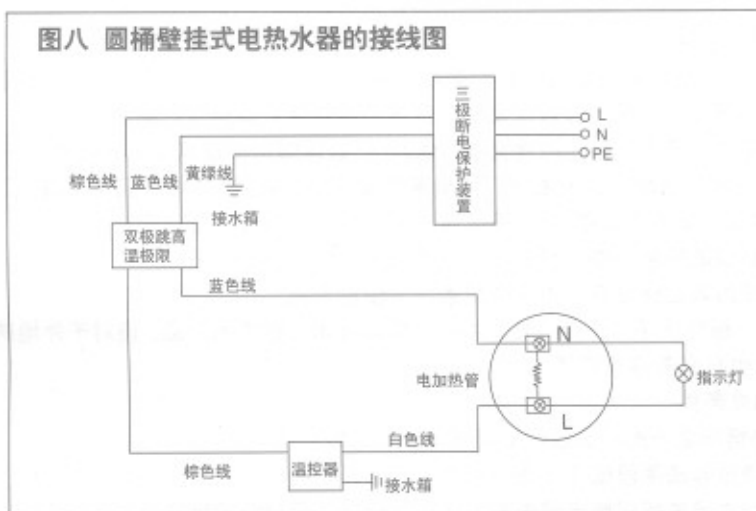 图八 圆桶壁挂式电热水器的接线图
三极断电保护装置
L
N
PE
棕色线
蓝色线
黄绿线
接水箱
双极跳高
温极限
蓝色线
N
电加热管
指示灯
L
白色线
棕色线
温控器
接水箱